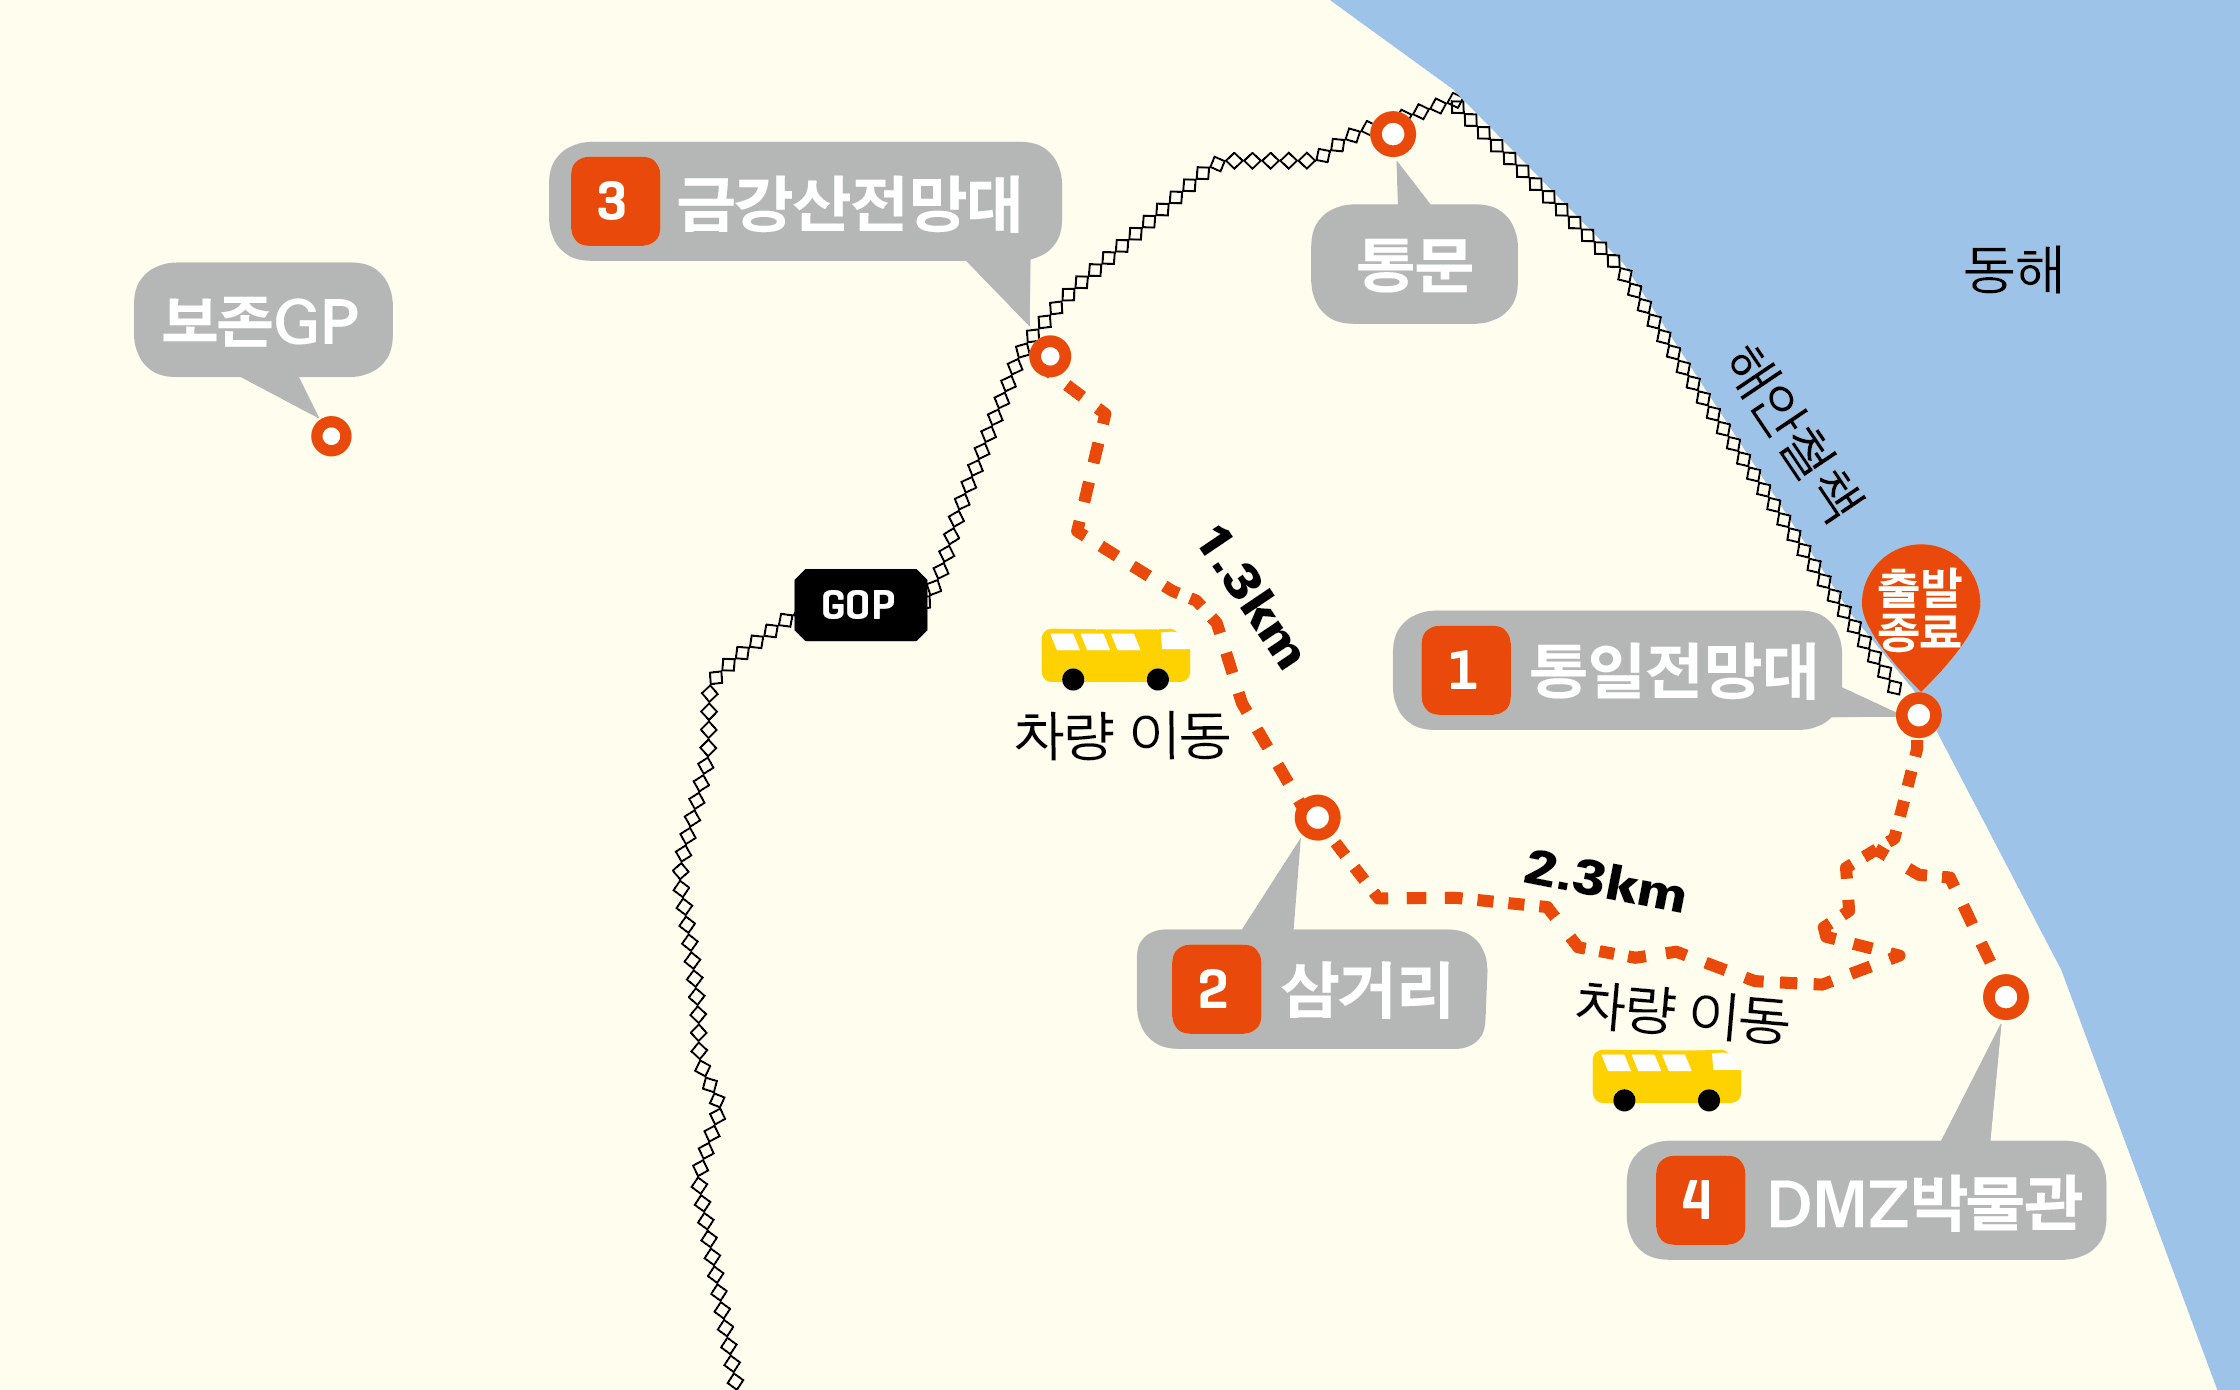 3 금강산전망대
통문
동해
보존GP
해안철책
1.3km
GOP
출발
종료
1 통일전망대
차량 이동
2.3km
2 삼거리
차량 이동
4 DMZ박물관